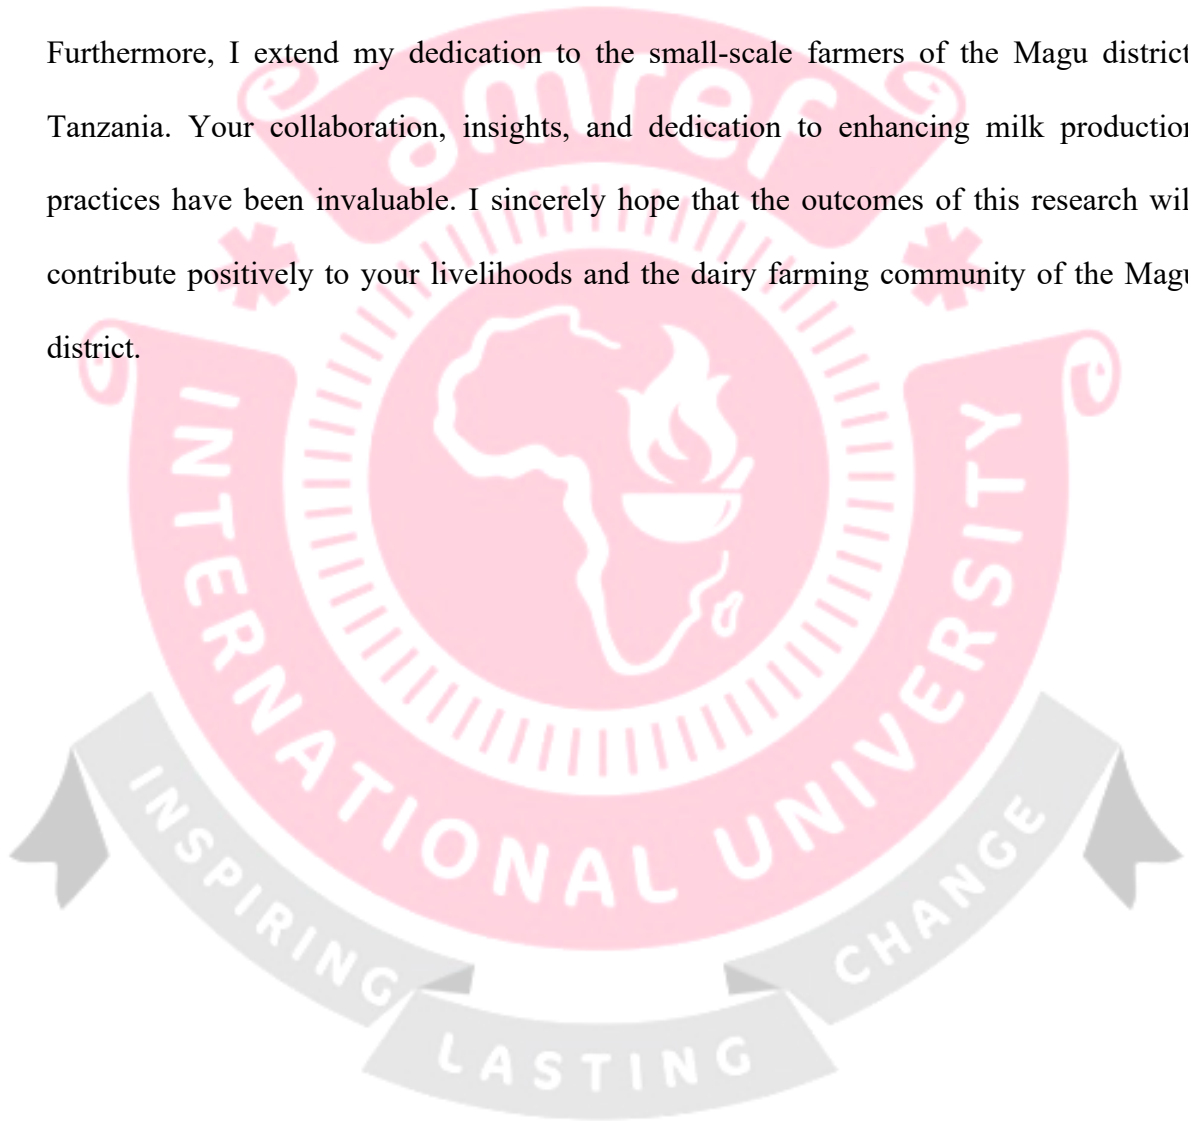 Furthermore, I extend my dedication to the small-scale farmers of the Magu district
Tanzania. Your collaboration, insights, and dedication to enhancing milk production
practices have been invaluable. I sincerely hope that the outcomes of this research wil
contribute positively to your livelihoods and the dairy farming community of the Magu
district.
amref
INTERNATIONAL UNIVERSITY
INSPIRING
LASTING
CHANGE